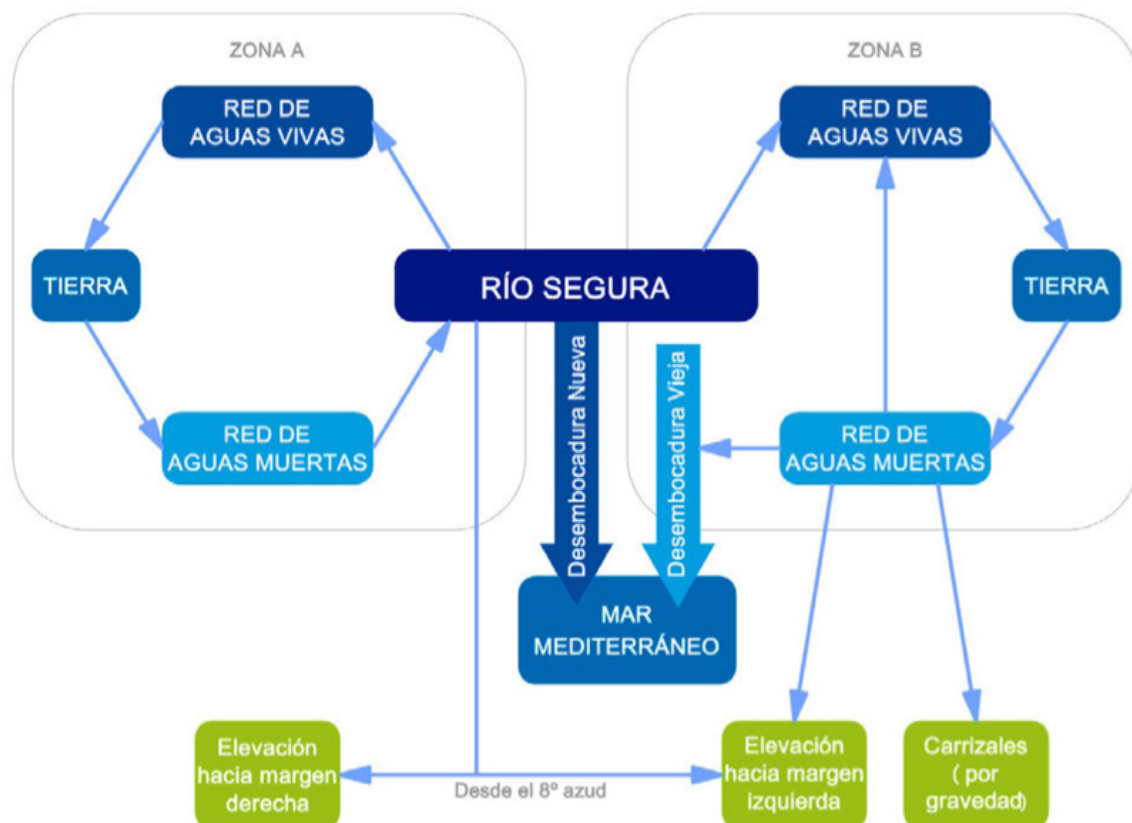 ZONA A
RED DE
AGUAS VIVAS
TIERRA
RED DE
AGUAS MUERTAS
RÍO SEGURA
ZONA B
RED DE
AGUAS VIVAS
TIERRA
RED DE
AGUAS MUERTAS
Desembocadura Nueva
Desembocadura Vieja
MAR
MEDITERRÁNEO
Elevación
hacia margen
derecha
Desde el 8º azud
Elevación
hacia margen
izquierda
Carrizales
( por
gravedad)